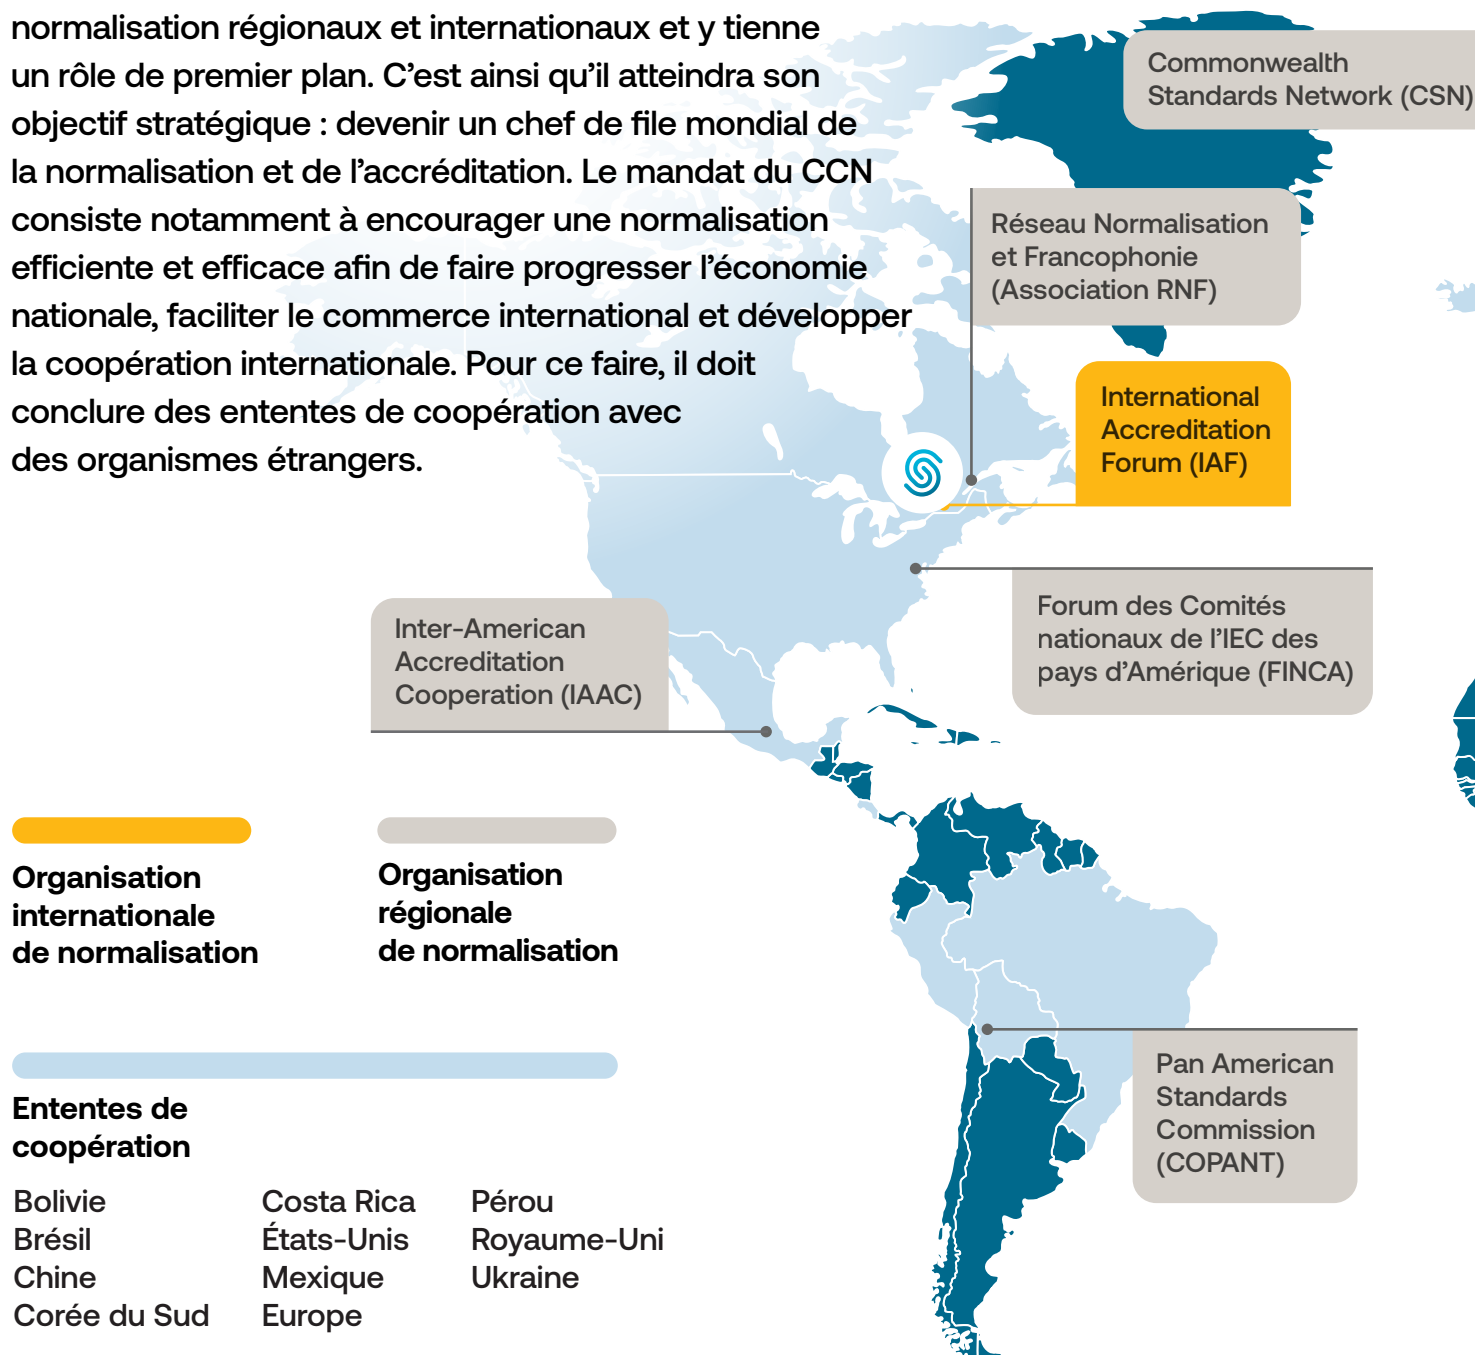 normalisation régionaux et internationaux et y tienne
un rôle de premier plan. C’est ainsi qu’il atteindra son
objectif stratégique : devenir un chef de file mondial de
la normalisation et de l’accréditation. Le mandat du CCN
consiste notamment à encourager une normalisation
efficiente et efficace afin de faire progresser l’économie
nationale, faciliter le commerce international et développer
la coopération internationale. Pour ce faire, il doit
conclure des ententes de coopération avec
des organismes étrangers.
Commonwealth
Standards Network (CSN)
Réseau Normalisation
et Francophonie
(Association RNF)
International
Accreditation
Forum (IAF)
Forum des Comités
nationaux de l’IEC des
pays d’Amérique (FINCA)
Inter-American
Accreditation
Cooperation (IAAC)
Pan American
Standards
Commission
(COPANT)
Organisation
internationale
de normalisation
Organisation
régionale
de normalisation
Ententes de
coopération
Bolivie
Brésil
Chine
Corée du Sud
Costa Rica
États-Unis
Mexique
Europe
Pérou
Royaume-Uni
Ukraine